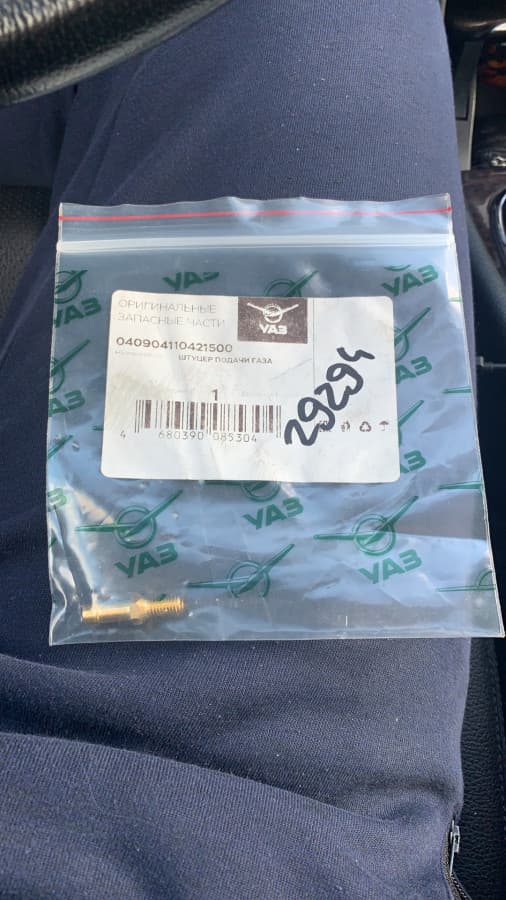 ОРИГИНАЛЬНЫЕ
ЗАПАСНЫЕ ЧАСТИ
УАЗ
040904110421500
ШТУЦЕР ПОДАЧИ ГАЗА
1
4 680390 085304
29294
УАЗ
УАЗ
УАЗ
УАЗ
УАЗ
УАЗ
УАЗ